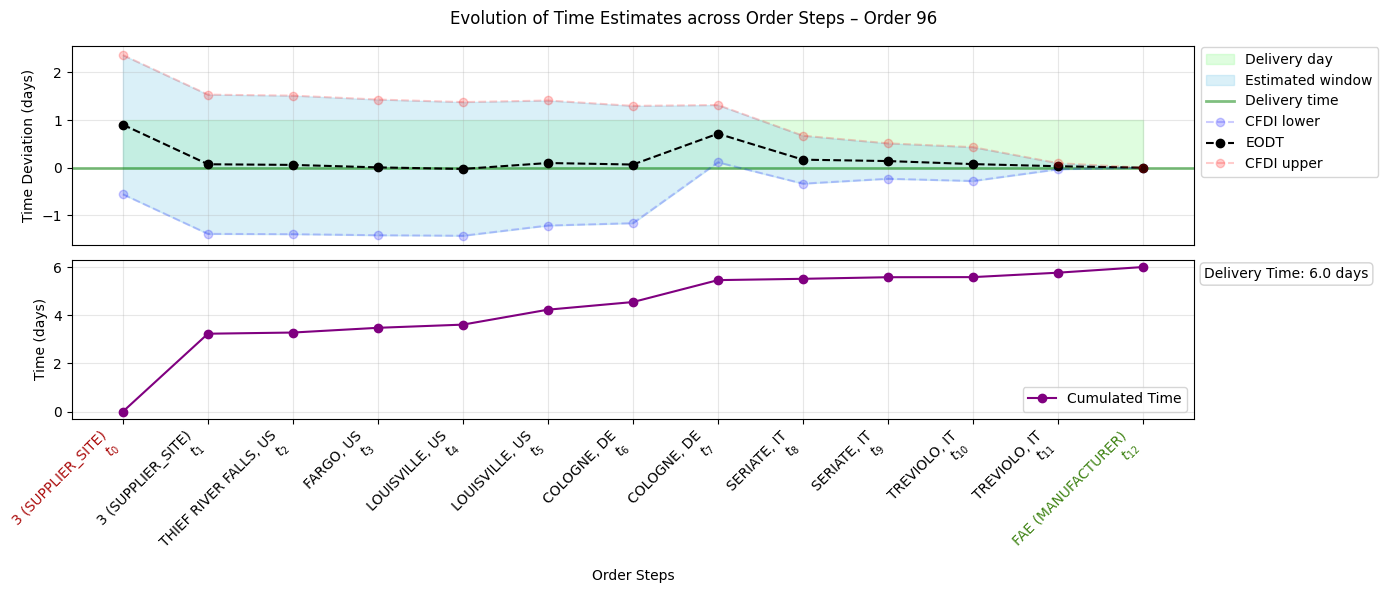 Evolution of Time Estimates across Order Steps – Order 96
Time Deviation (days)
2
1
0
−1
Delivery day
Estimated window
Delivery time
CFDI lower
EODT
CFDI upper
Time (days)
6
4
2
0
Delivery Time: 6.0 days
Cumulated Time
3 (SUPPLIER_SITE)
t0
3 (SUPPLIER_SITE)
t1
THIEF RIVER FALLS, US
t2
FARGO, US
t3
LOUISVILLE, US
t4
LOUISVILLE, US
t5
COLOGNE, DE
t6
COLOGNE, DE
t7
SERIATE, IT
t8
SERIATE, IT
t9
TREVIOLO, IT
t10
TREVIOLO, IT
t11
FAE (MANUFACTURER)
t12
Order Steps